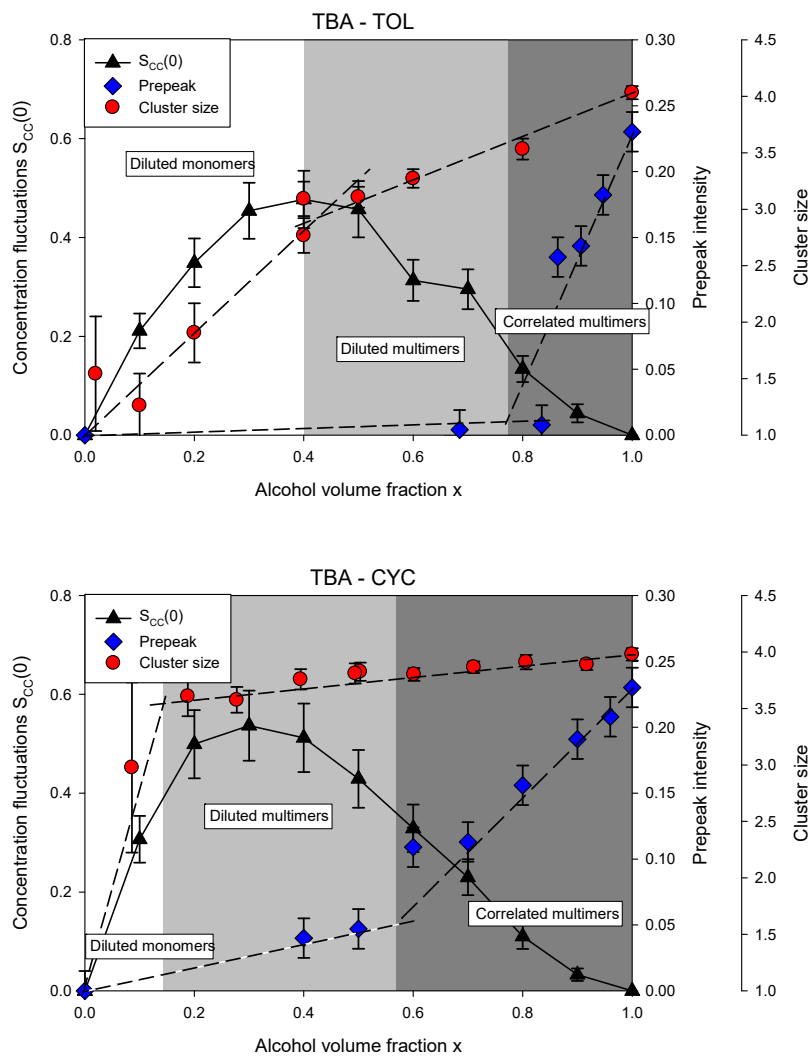 TBA - TOL
0.8
0.6
0.4
0.2
0.0
Concentration fluctuations S_CC(0)
S_CC(0)
Prepeak
Cluster size
Diluted monomers
Diluted multimers
Correlated multimers
0.30
0.25
0.20
0.15
0.10
0.05
0.00
Prepeak intensity
4.5
4.0
3.5
3.0
2.5
2.0
1.5
1.0
Cluster size
0.0 0.2 0.4 0.6 0.8 1.0
Alcohol volume fraction x
TBA - CYC
0.8
0.6
0.4
0.2
0.0
Concentration fluctuations S_CC(0)
S_CC(0)
Prepeak
Cluster size
Diluted multimers
Correlated multimers
Diluted monomers
0.30
0.25
0.20
0.15
0.10
0.05
0.00
Prepeak intensity
4.5
4.0
3.5
3.0
2.5
2.0
1.5
1.0
Cluster size
0.0 0.2 0.4 0.6 0.8 1.0
Alcohol volume fraction x